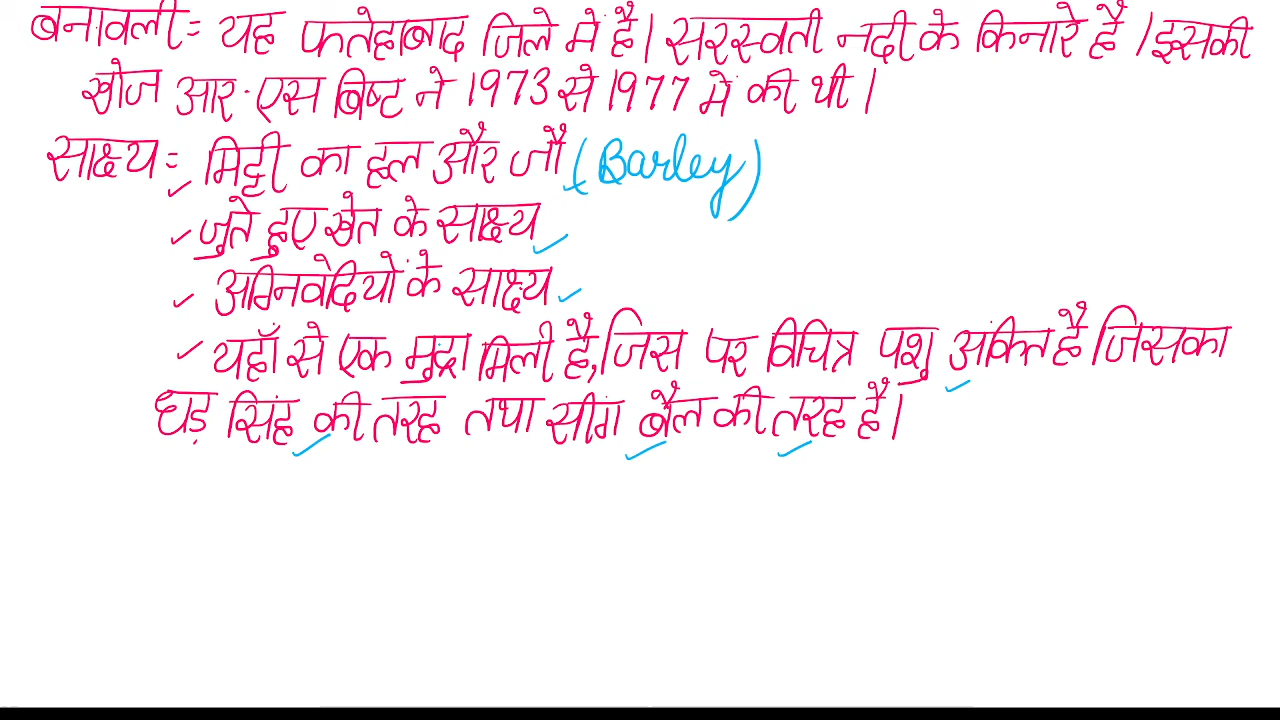 बनावली = यह फतेहाबाद जिले में है। सरस्वती नदी के किनारे है। इसकी
खोज आर. एस बिष्ट ने 1973 से 1977 में की थी।
साक्ष्य = मिट्टी का हल और जौ (Barley)
जुते हुए खेत के साक्ष्य
अग्निवेदियों के साक्ष्य
यहाँ से एक मुद्रा मिली है, जिस पर विचित्र पशु अंकित है जिसका
धड़ सिंह की तरह तथा सींग बैल की तरह है।